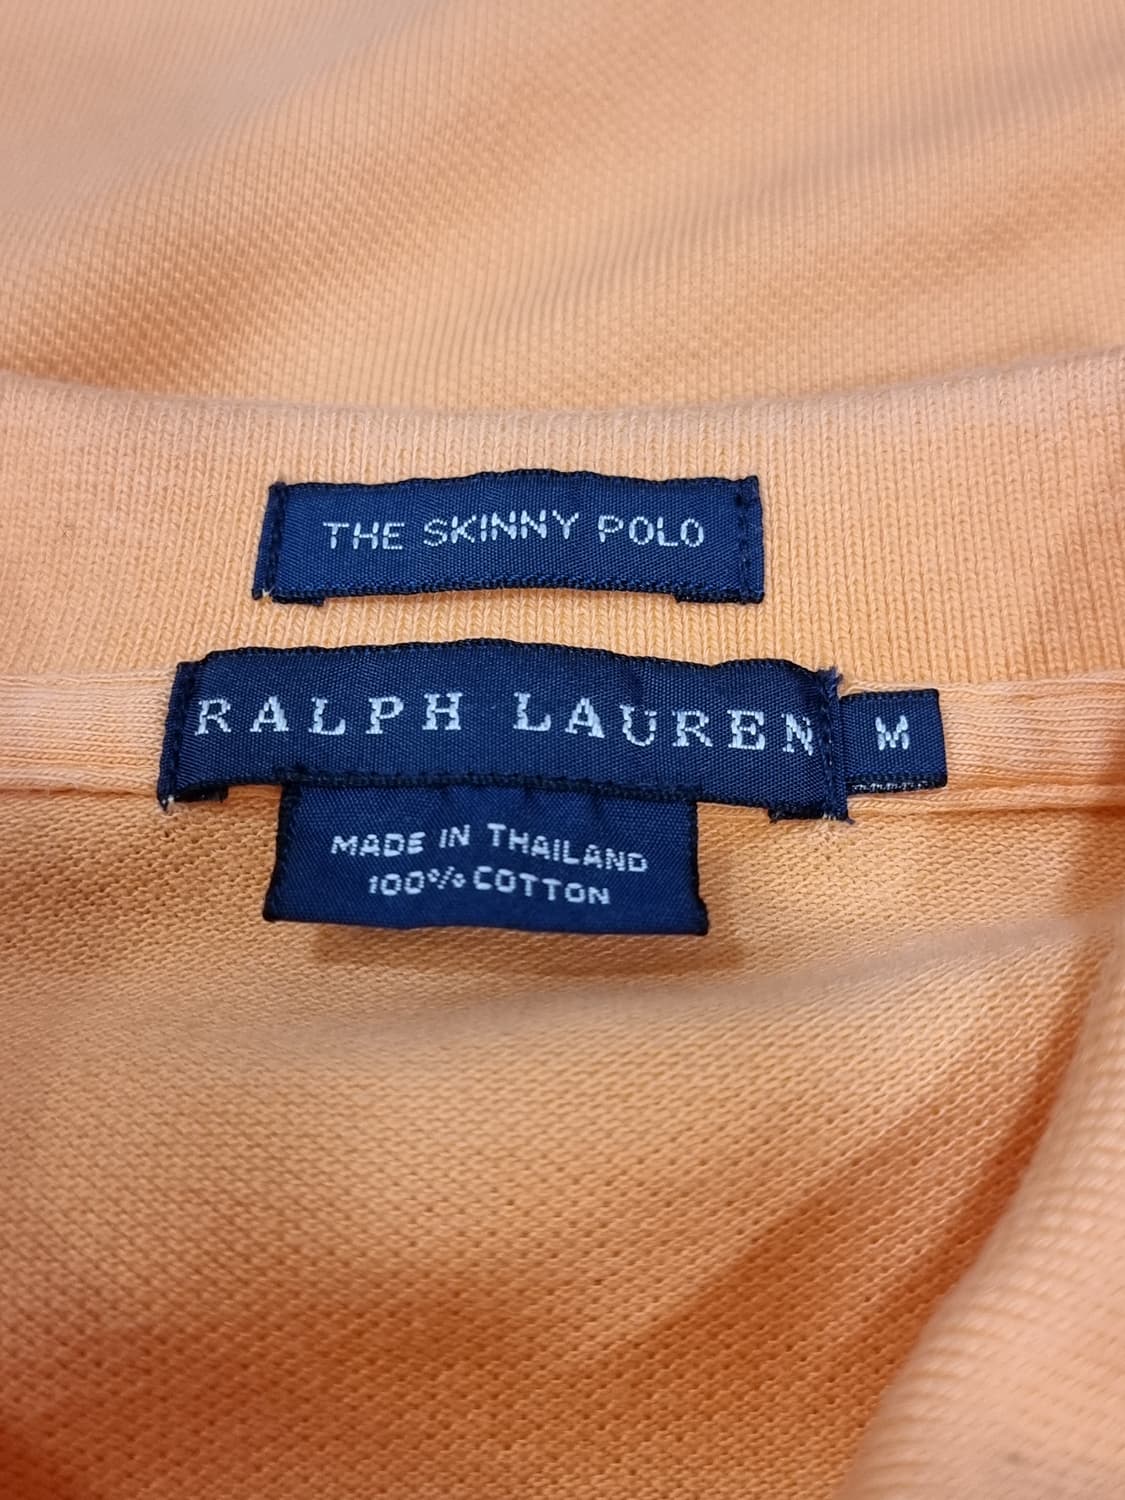 THE SKINNY POLO
RALPH LAUREN
M
MADE IN THAILAND
100% COTTON